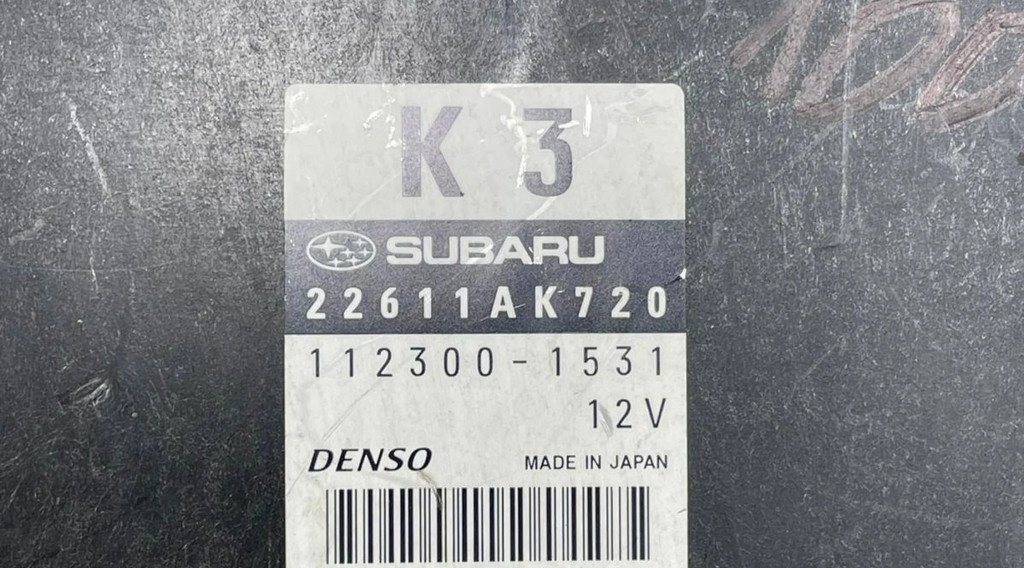 K 3
SUBARU
22611AK720
112300-1531
12V
DENSO MADE IN JAPAN